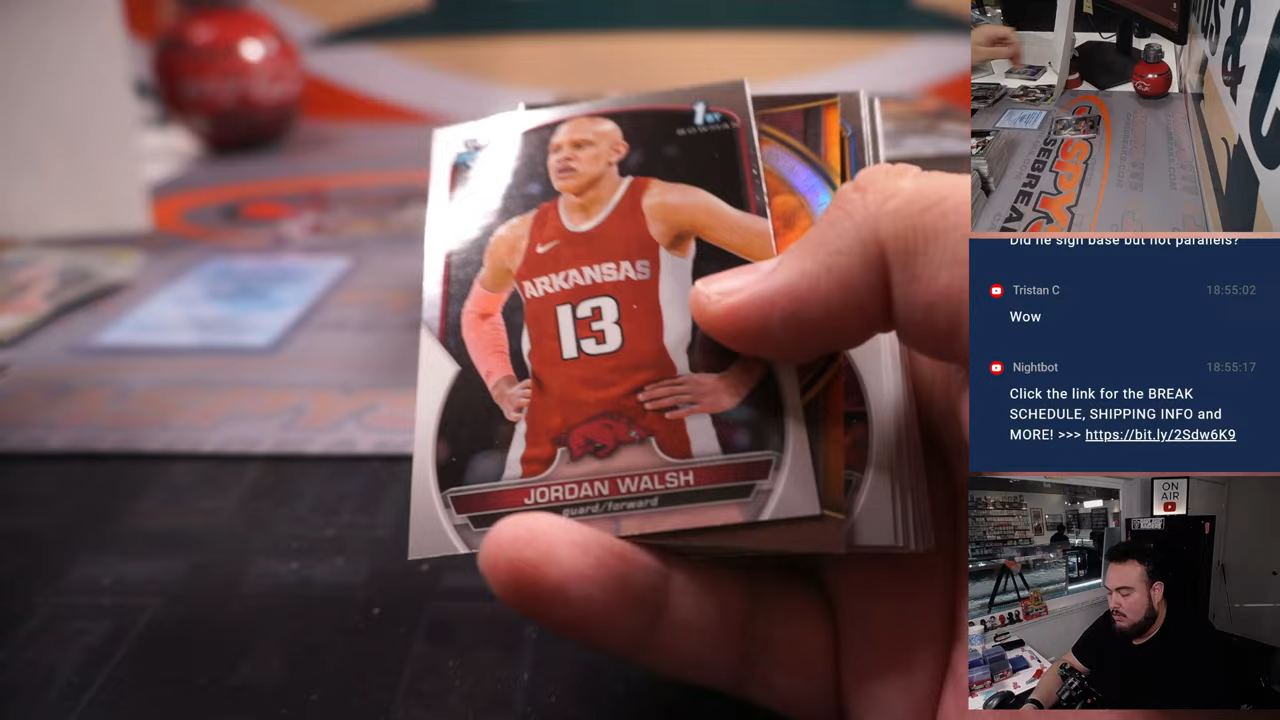 1ST
BOWMAN
ARKANSAS
13
JORDAN WALSH
guard/forward
Did he sign base but not parallels?
Tristan C
18:55:02
Wow
Nightbot
18:55:17
Click the link for the BREAK
SCHEDULE, SHIPPING INFO and
MORE! >>> https://bit.ly/2Sdw6K9
ON
AIR